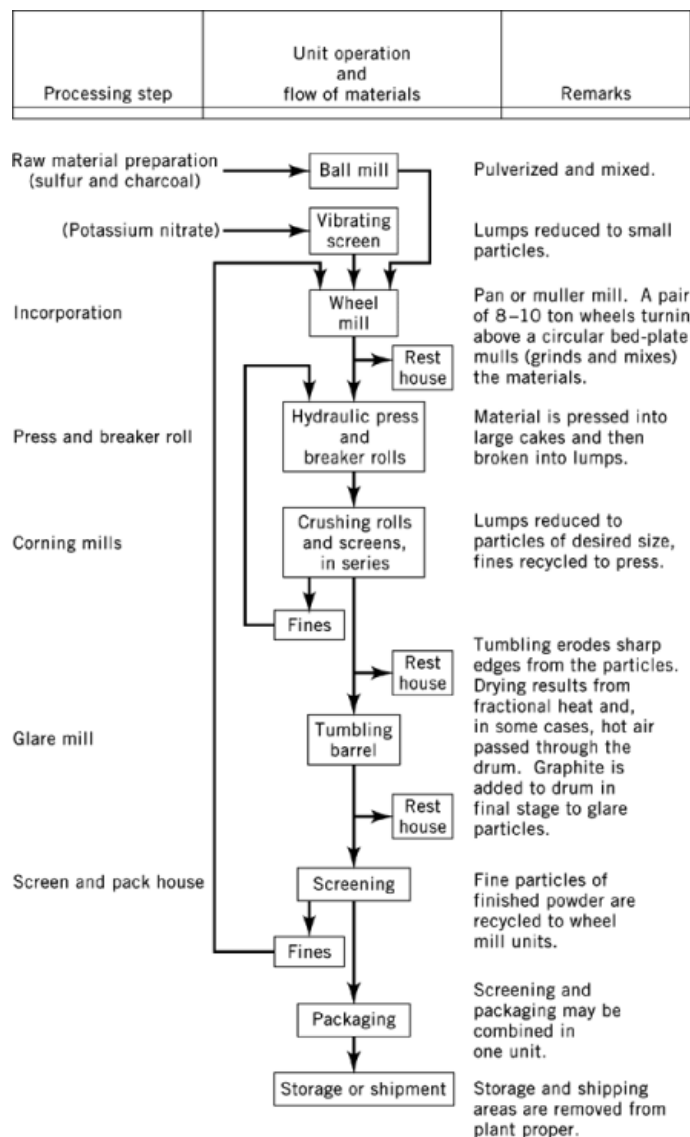 Processing step
Unit operation
and
flow of materials
Remarks
Raw material preparation
(sulfur and charcoal)
Ball mill
Pulverized and mixed.
(Potassium nitrate)
Vibrating
screen
Lumps reduced to small
particles.
Incorporation
Wheel
mill
Pan or muller mill. A pair
of 8–10 ton wheels turnin
above a circular bed-plate
mulls (grinds and mixes)
the materials.
Rest
house
Press and breaker roll
Hydraulic press
and
breaker rolls
Material is pressed into
large cakes and then
broken into lumps.
Corning mills
Crushing rolls
and screens,
in series
Lumps reduced to
particles of desired size,
fines recycled to press.
Fines
Rest
house
Glare mill
Tumbling
barrel
Tumbling erodes sharp
edges from the particles.
Drying results from
fractional heat and,
in some cases, hot air
passed through the
drum. Graphite is
added to drum in
final stage to glare
particles.
Rest
house
Screen and pack house
Screening
Fine particles of
finished powder are
recycled to wheel
mill units.
Fines
Packaging
Screening and
packaging may be
combined in
one unit.
Storage or shipment
Storage and shipping
areas are removed from
plant proper.